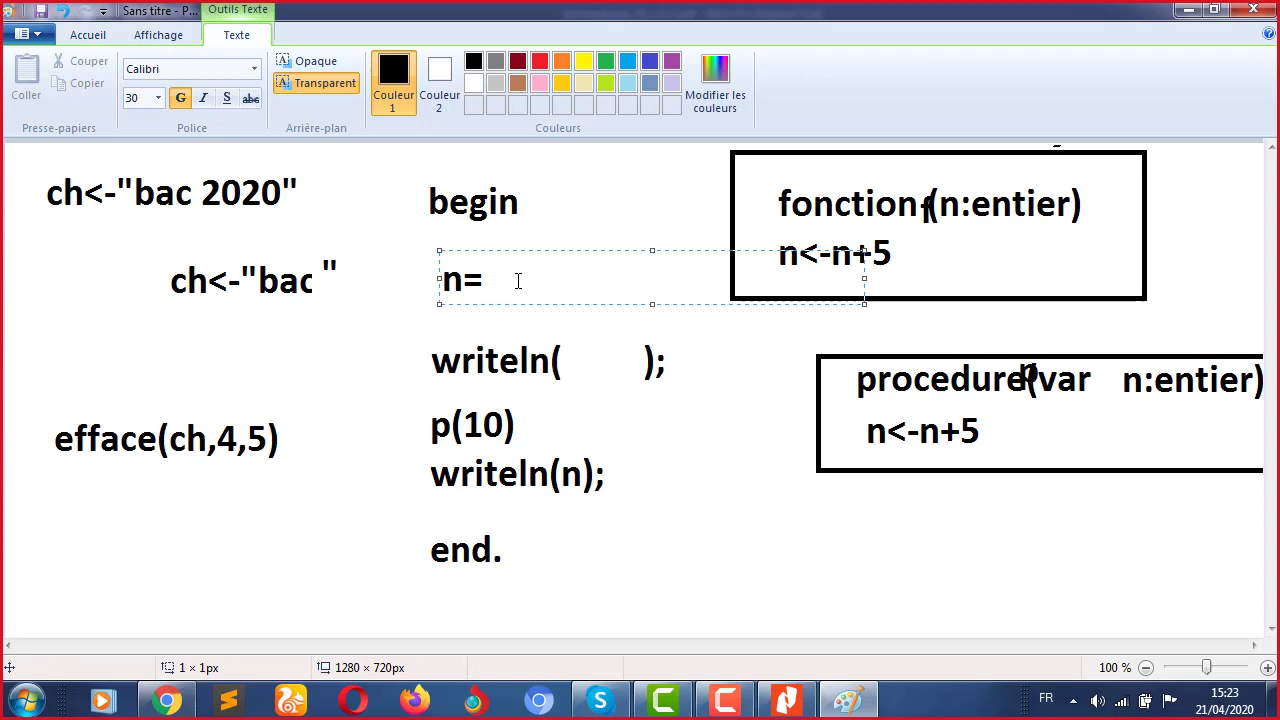 Sans titre - P...
Outils Texte
Accueil
Affichage
Texte
Coller
Couper
Copier
Presse-papiers
Calibri
30
G I S abc
Police
Opaque
Transparent
Arrière-plan
Couleur 1
Couleur 2
Modifier les couleurs
Couleurs
ch<-"bac 2020"
ch<-"bac "
efface(ch,4,5)
begin
n=
writeln( );
p(10)
writeln(n);
end.
fonction f(n:entier)
n<-n+5
procedure p(var n:entier)
n<-n+5
1 × 1px
1280 × 720px
100 %
FR
15:23
21/04/2020